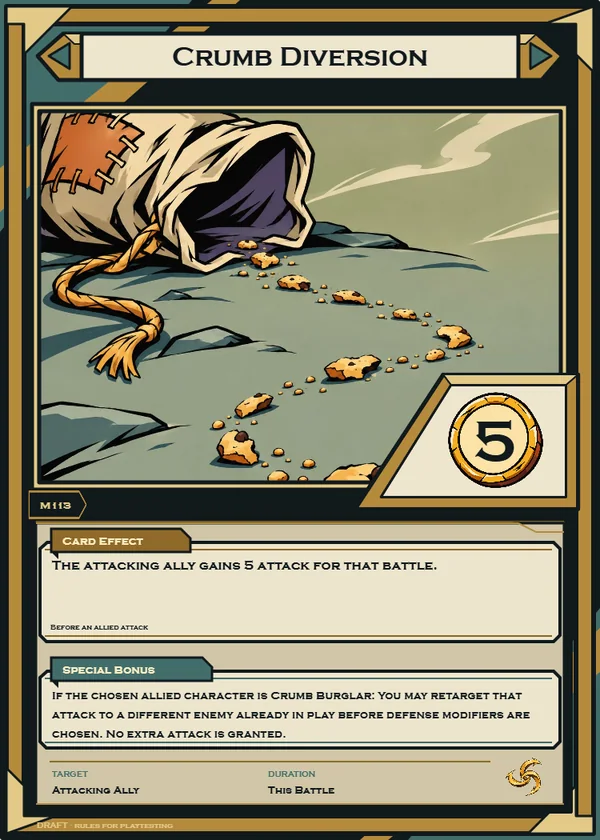 Crumb Diversion
5
M113
Card Effect
The attacking ally gains 5 attack for that battle.
Before an allied attack
Special Bonus
If the chosen allied character is Crumb Burglar: You may retarget that
attack to a different enemy already in play before defense modifiers are
chosen. No extra attack is granted.
Target
Duration
Attacking Ally
This Battle
DRAFT · Rules for playtesting